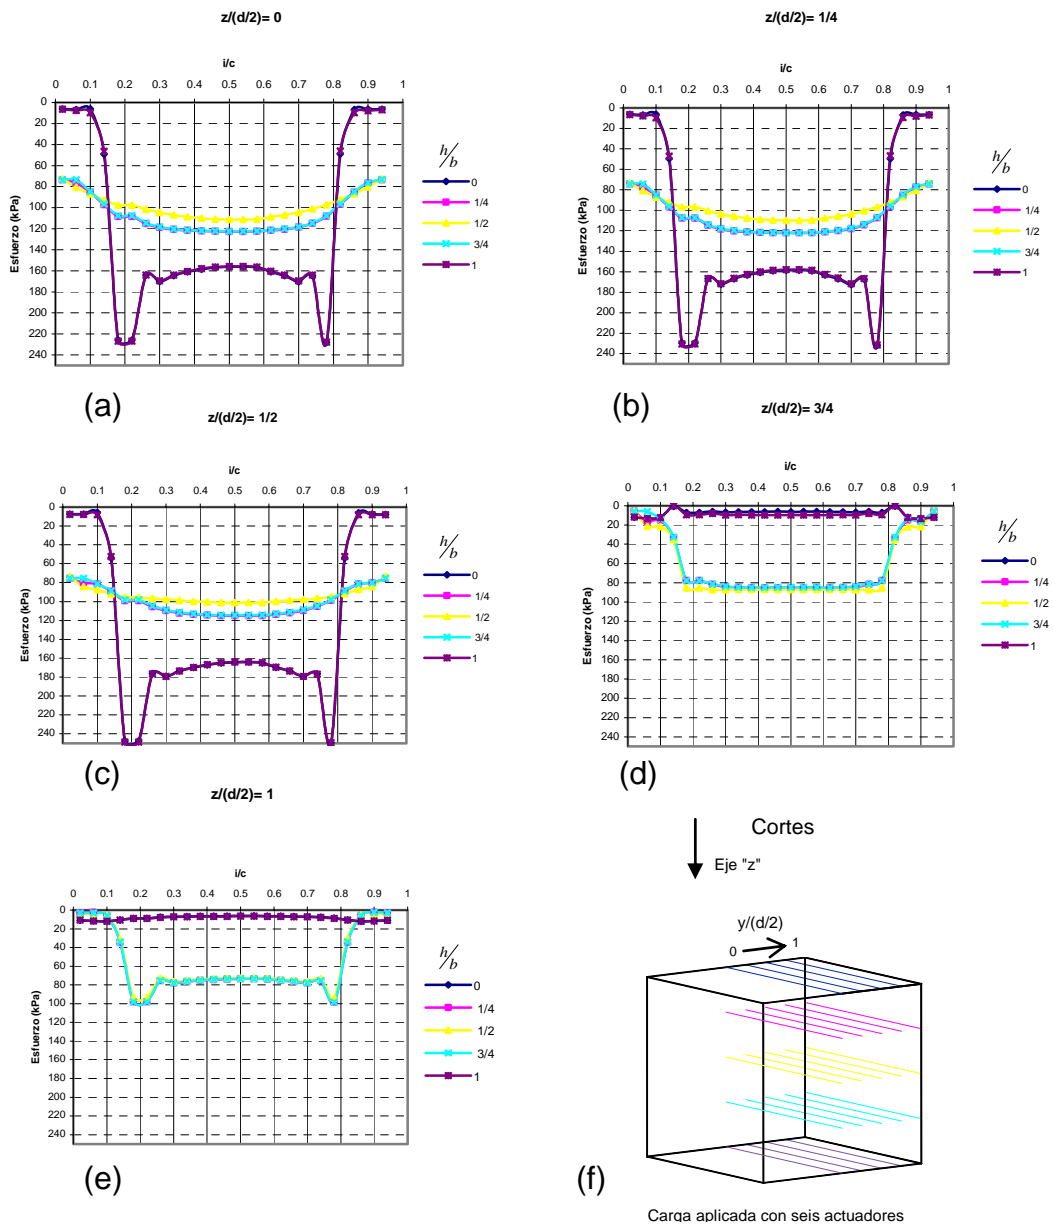 z/(d/2)= 0
i/c
0 0.1 0.2 0.3 0.4 0.5 0.6 0.7 0.8 0.9 1
0
20
40
60
80
100
120
140
160
180
200
220
240
Esfuerzo (kPa)
h/b
0
1/4
1/2
3/4
1
(a)
z/(d/2)= 1/4
i/c
0 0.1 0.2 0.3 0.4 0.5 0.6 0.7 0.8 0.9 1
0
20
40
60
80
100
120
140
160
180
200
220
240
Esfuerzo (kPa)
h/b
0
1/4
1/2
3/4
1
(b)
z/(d/2)= 1/2
i/c
0 0.1 0.2 0.3 0.4 0.5 0.6 0.7 0.8 0.9 1
0
20
40
60
80
100
120
140
160
180
200
220
240
Esfuerzo (kPa)
h/b
0
1/4
1/2
3/4
1
(c)
z/(d/2)= 3/4
i/c
0 0.1 0.2 0.3 0.4 0.5 0.6 0.7 0.8 0.9 1
0
20
40
60
80
100
120
140
160
180
200
220
240
Esfuerzo (kPa)
h/b
0
1/4
1/2
3/4
1
(d)
z/(d/2)= 1
i/c
0 0.1 0.2 0.3 0.4 0.5 0.6 0.7 0.8 0.9 1
0
20
40
60
80
100
120
140
160
180
200
220
240
Esfuerzo (kPa)
h/b
0
1/4
1/2
3/4
1
(e)
Cortes
Eje "z"
y/(d/2)
0 1
(f)
Carga aplicada con seis actuadores